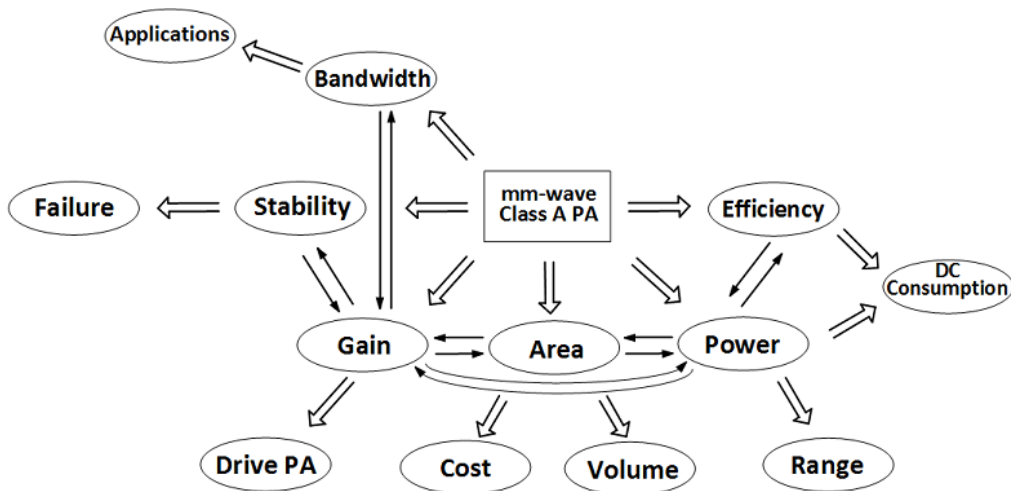 Applications
Bandwidth
mm-wave
Class A PA
Failure
Stability
Efficiency
DC
Consumption
Gain
Area
Power
Drive PA
Cost
Volume
Range